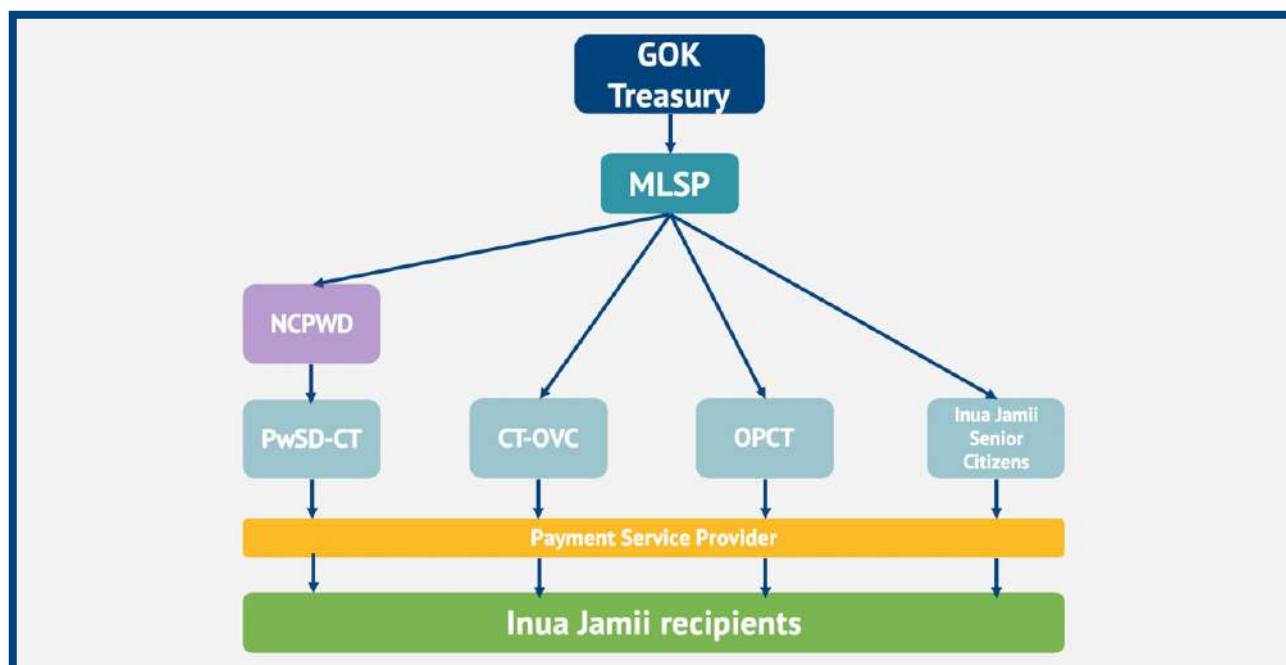 GOK
Treasury
MLSP
NCPWD
PwSD-CT
CT-OVC
OPCT
Inua Jamii
Senior
Citizens
Payment Service Provider
Inua Jamii recipients